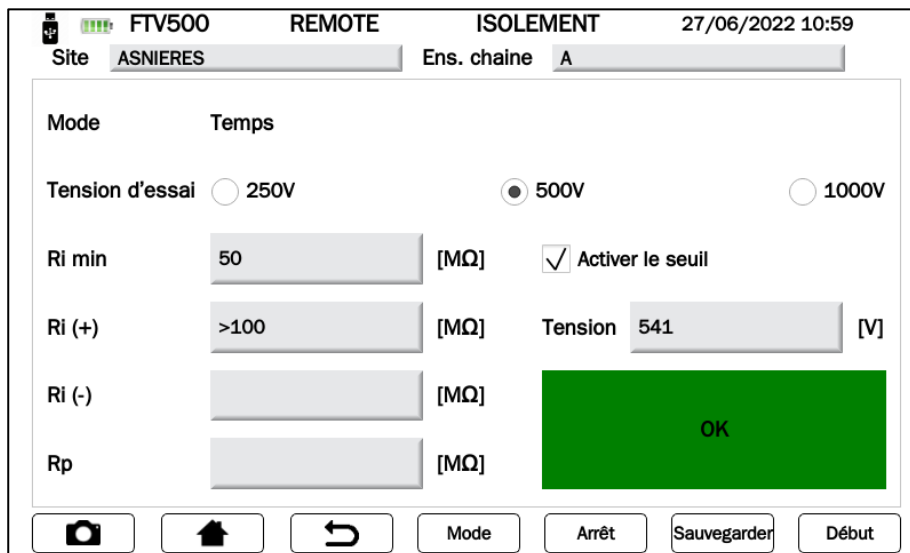 FTV500 REMOTE ISOLEMENT 27/06/2022 10:59
Site ASNIERES Ens. chaine A
Mode Temps
Tension d'essai 250V 500V 1000V
Ri min 50 [MΩ] Activer le seuil
Ri (+) >100 [MΩ] Tension 541 [V]
Ri (-) [MΩ]
OK
Rp [MΩ]
Mode Arrêt Sauvegarder Début